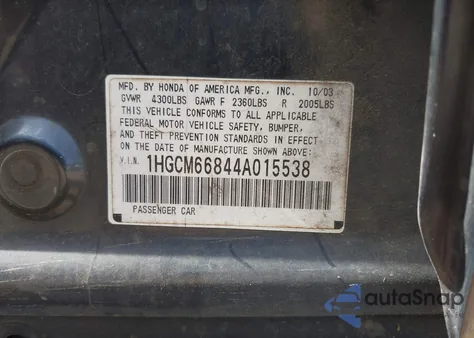 MFD. BY HONDA OF AMERICA MFG., INC. 10/03
GVWR 4300LBS GAWR F 2360LBS R 2005LBS
THIS VEHICLE CONFORMS TO ALL APPLICABLE
FEDERAL MOTOR VEHICLE SAFETY, BUMPER,
AND THEFT PREVENTION STANDARDS IN EFFECT
ON THE DATE OF MANUFACTURE SHOWN ABOVE:
V.I.N. 1HGCM66844A015538
PASSENGER CAR
autoSnap